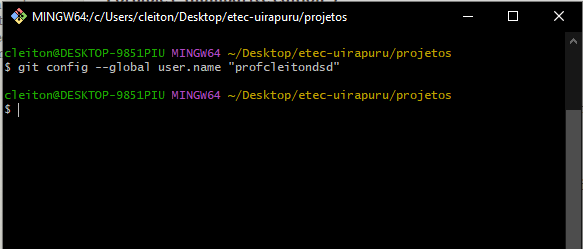 MINGW64:/c/Users/cleiton/Desktop/etec-uirapuru/projetos
cleiton@DESKTOP-9851PIU MINGW64 ~/Desktop/etec-uirapuru/projetos
$ git config --global user.name "profcleitondsd"
cleiton@DESKTOP-9851PIU MINGW64 ~/Desktop/etec-uirapuru/projetos
$